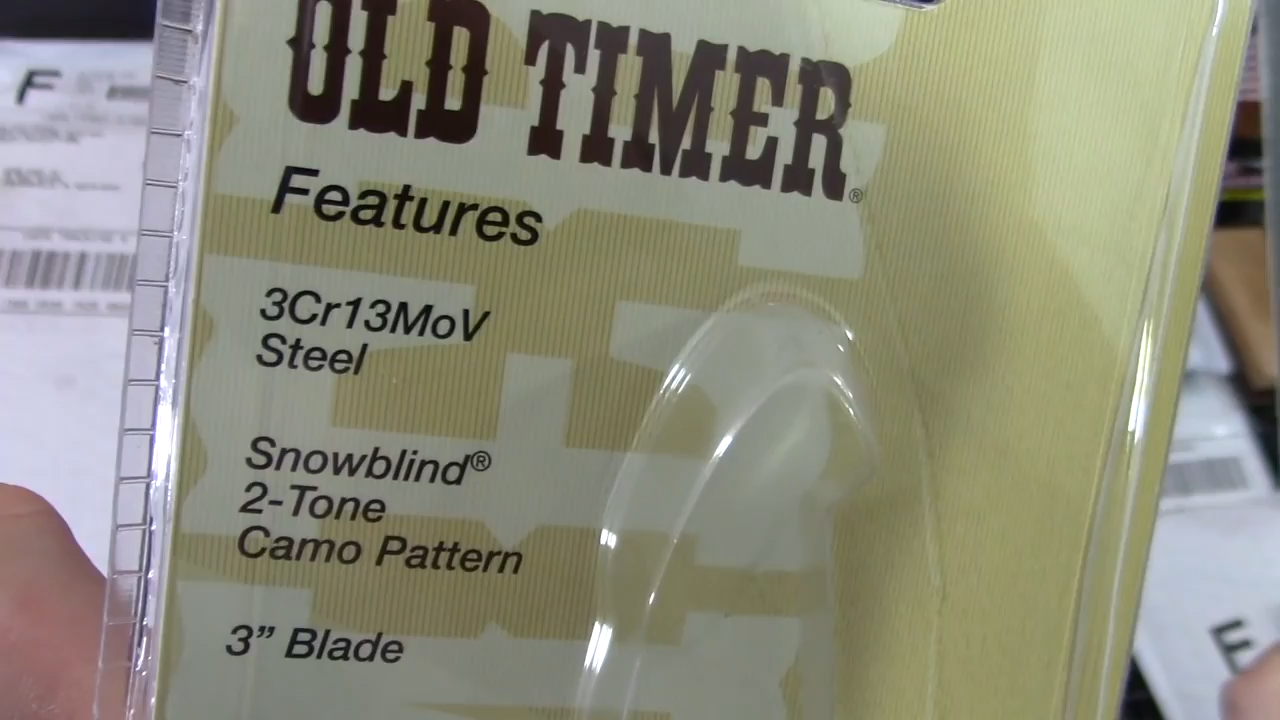 OLD TIMER®
Features
3Cr13MoV
Steel
Snowblind®
2-Tone
Camo Pattern
3” Blade
F
E